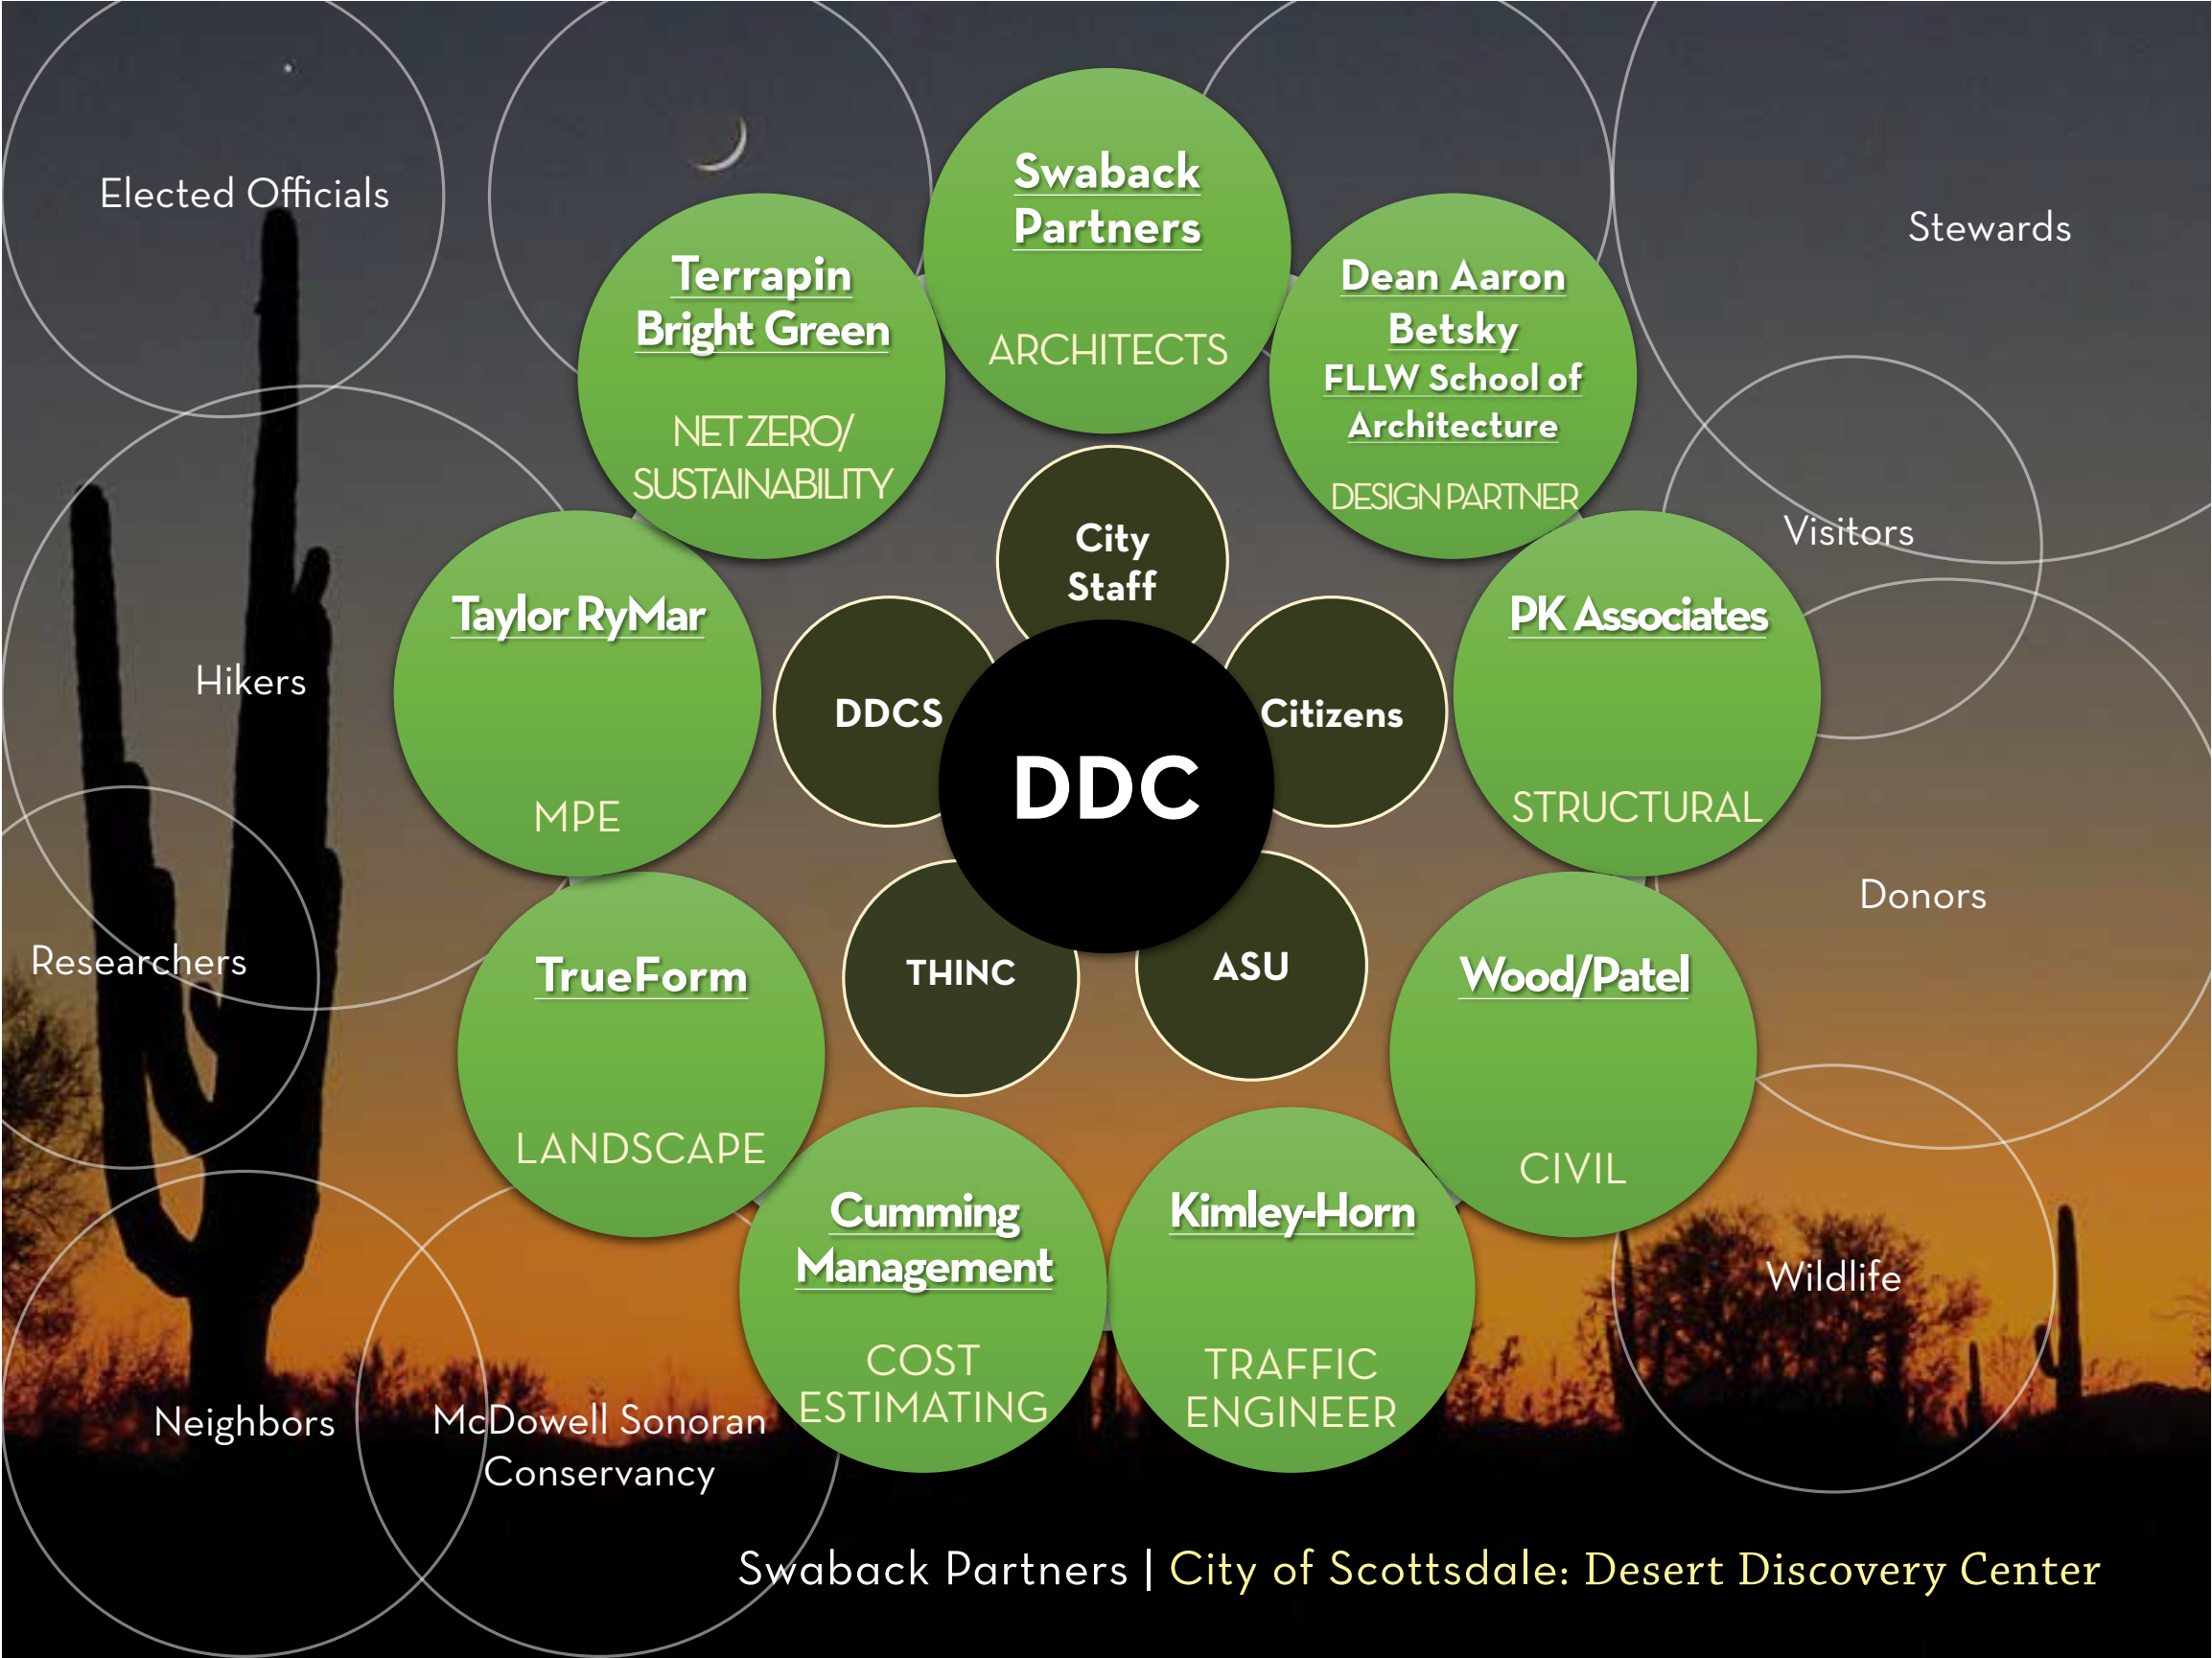 Elected Officials
Swaback
Partners
ARCHITECTS
Stewards
Terrapin
Bright Green
NET ZERO/
SUSTAINABILITY
Dean Aaron
Betsky
FLLW School of
Architecture
DESIGN PARTNER
City
Staff
Visitors
Taylor RyMar
MPE
PK Associates
STRUCTURAL
Hikers
DDCS
Citizens
DDC
Donors
Researchers
TrueForm
LANDSCAPE
THINC
ASU
Wood/Patel
CIVIL
Cumming
Management
COST
ESTIMATING
Kimley-Horn
TRAFFIC
ENGINEER
Wildlife
Neighbors
McDowell Sonoran
Conservancy
Swaback Partners | City of Scottsdale: Desert Discovery Center